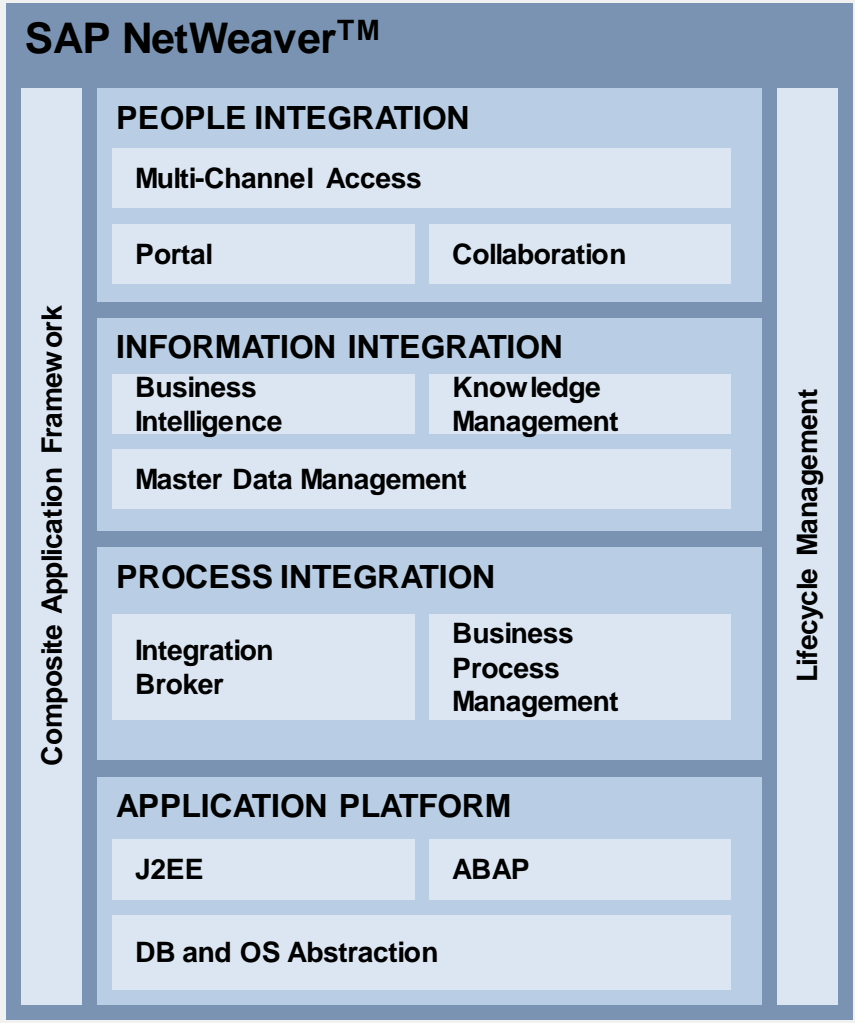 SAP NetWeaver™
PEOPLE INTEGRATION
Multi-Channel Access
Portal
Collaboration
INFORMATION INTEGRATION
Business
Intelligence
Knowledge
Management
Master Data Management
PROCESS INTEGRATION
Integration
Broker
Business
Process
Management
APPLICATION PLATFORM
J2EE
ABAP
DB and OS Abstraction
Composite Application Framework
Lifecycle Management